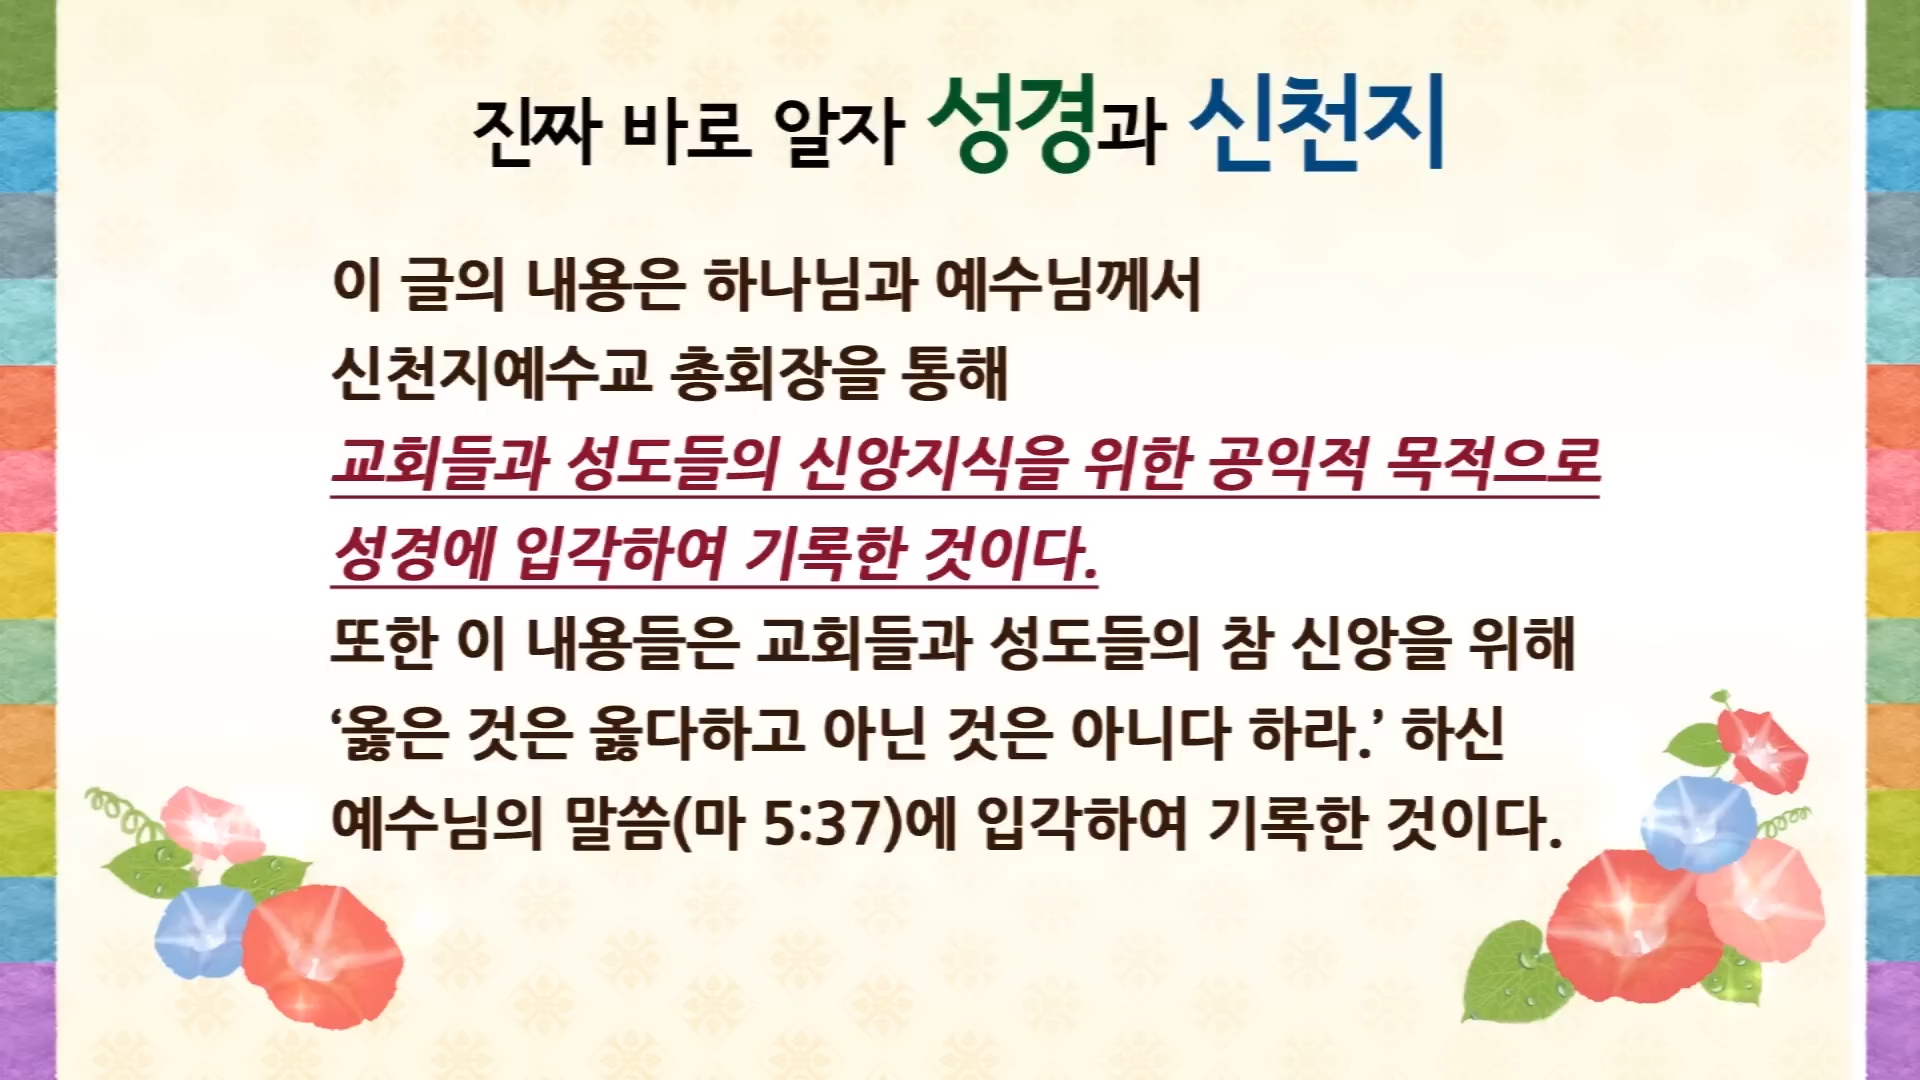 진짜 바로 알자 성경과 신천지
이 글의 내용은 하나님과 예수님께서
신천지예수교 총회장을 통해
교회들과 성도들의 신앙지식을 위한 공익적 목적으로
성경에 입각하여 기록한 것이다.
또한 이 내용들은 교회들과 성도들의 참 신앙을 위해
‘옳은 것은 옳다하고 아닌 것은 아니다 하라.’ 하신
예수님의 말씀(마 5:37)에 입각하여 기록한 것이다.